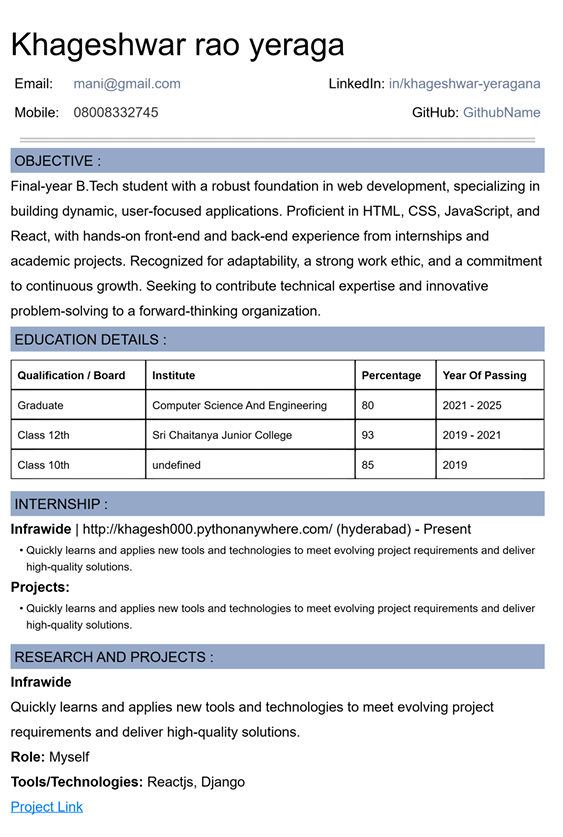 Khageshwar rao yeraga
Email: mani@gmail.com LinkedIn: in/khageshwar-yeragana
Mobile: 08008332745 GitHub: GithubName
OBJECTIVE :
Final-year B.Tech student with a robust foundation in web development, specializing in
building dynamic, user-focused applications. Proficient in HTML, CSS, JavaScript, and
React, with hands-on front-end and back-end experience from internships and
academic projects. Recognized for adaptability, a strong work ethic, and a commitment
to continuous growth. Seeking to contribute technical expertise and innovative
problem-solving to a forward-thinking organization.
EDUCATION DETAILS :
Qualification / Board Institute Percentage Year Of Passing
Graduate Computer Science And Engineering 80 2021 - 2025
Class 12th Sri Chaitanya Junior College 93 2019 - 2021
Class 10th undefined 85 2019
INTERNSHIP :
Infrawide | http://khagesh000.pythonanywhere.com/ (hyderabad) - Present
• Quickly learns and applies new tools and technologies to meet evolving project requirements and deliver
high-quality solutions.
Projects:
• Quickly learns and applies new tools and technologies to meet evolving project requirements and deliver
high-quality solutions.
RESEARCH AND PROJECTS :
Infrawide
Quickly learns and applies new tools and technologies to meet evolving project
requirements and deliver high-quality solutions.
Role: Myself
Tools/Technologies: Reactjs, Django
Project Link